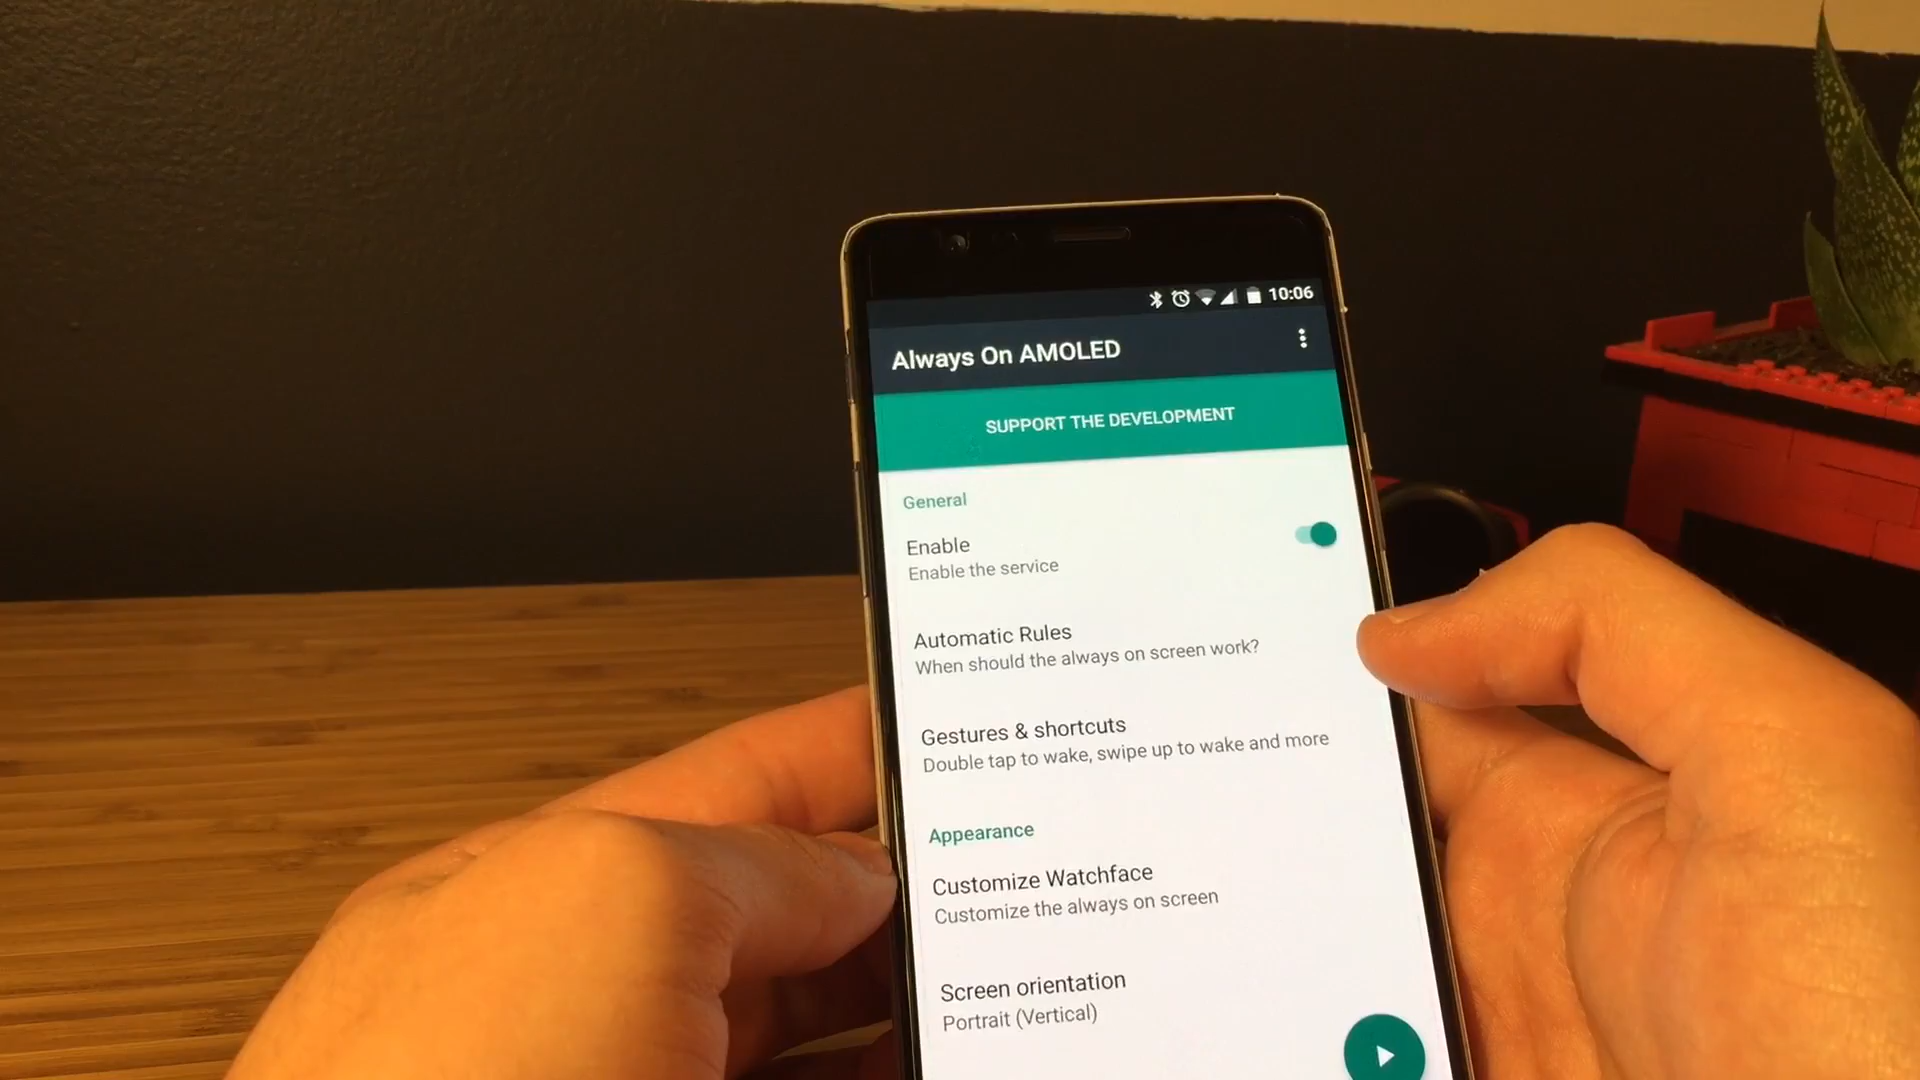 10:06
Always On AMOLED
SUPPORT THE DEVELOPMENT
General
Enable
Enable the service
Automatic Rules
When should the always on screen work?
Gestures & shortcuts
Double tap to wake, swipe up to wake and more
Appearance
Customize Watchface
Customize the always on screen
Screen orientation
Portrait (Vertical)